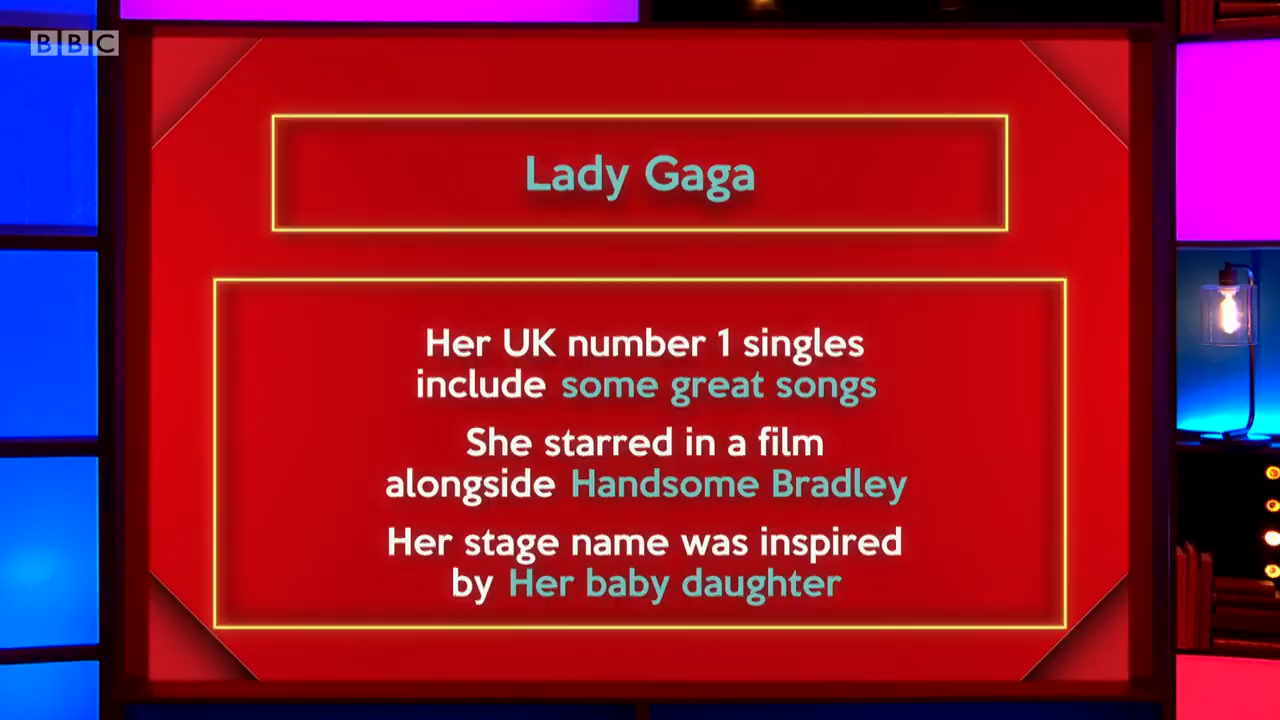 BBC
Lady Gaga
Her UK number 1 singles
include some great songs
She starred in a film
alongside Handsome Bradley
Her stage name was inspired
by Her baby daughter